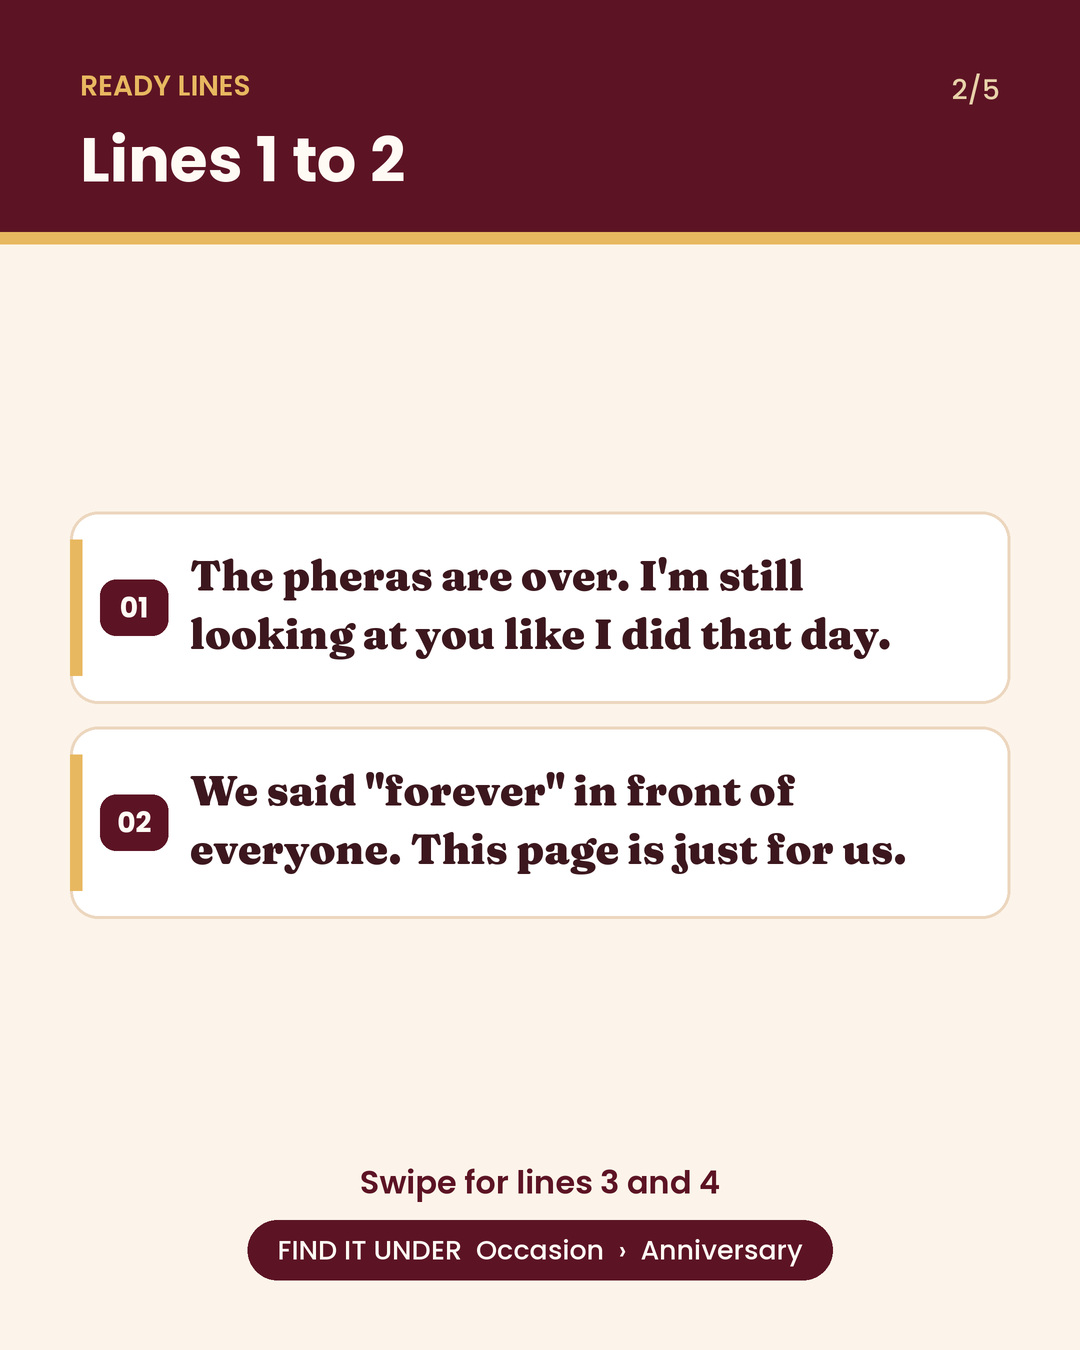 READY LINES
2/5
Lines 1 to 2
01
The pheras are over. I'm still
looking at you like I did that day.
02
We said "forever" in front of
everyone. This page is just for us.
Swipe for lines 3 and 4
FIND IT UNDER Occasion › Anniversary